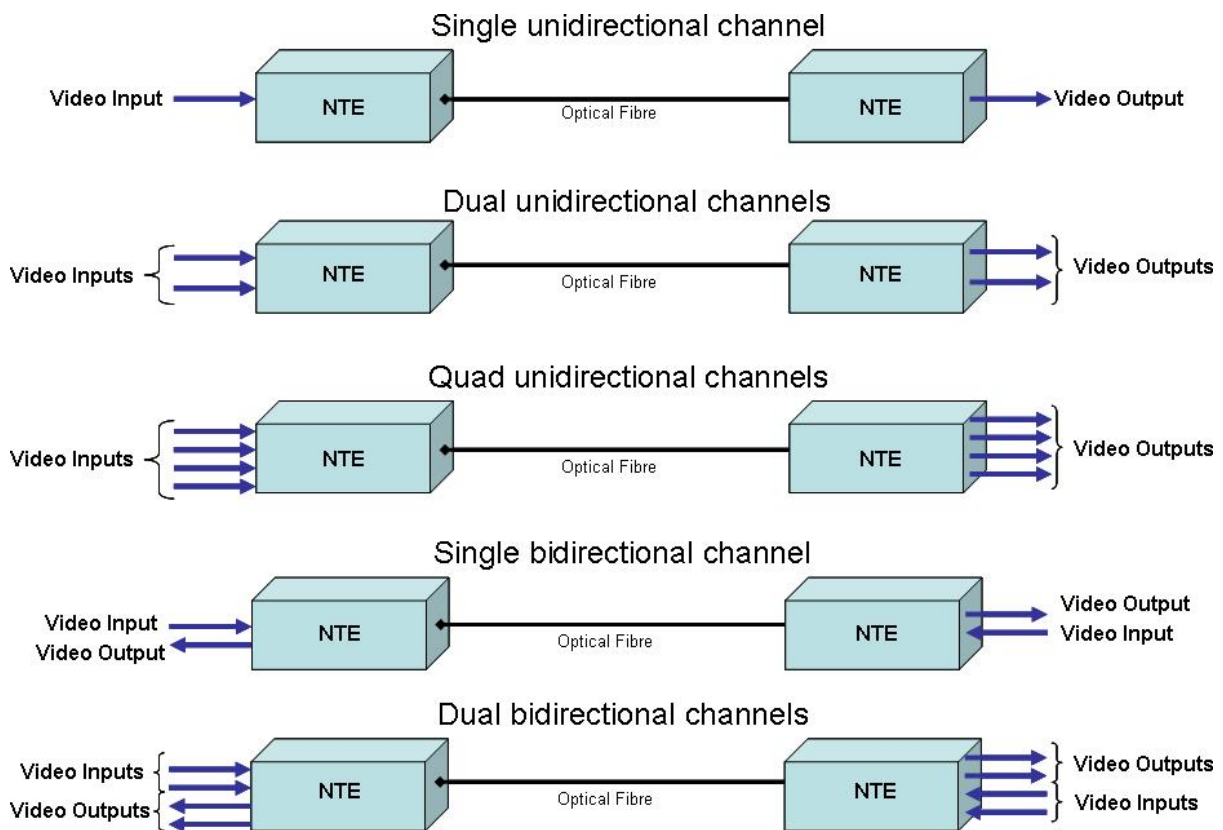 Single unidirectional channel
Video Input
NTE
Optical Fibre
NTE
Video Output
Dual unidirectional channels
Video Inputs
NTE
Optical Fibre
NTE
Video Outputs
Quad unidirectional channels
Video Inputs
NTE
Optical Fibre
NTE
Video Outputs
Single bidirectional channel
Video Input
Video Output
NTE
Optical Fibre
NTE
Video Output
Video Input
Dual bidirectional channels
Video Inputs
Video Outputs
NTE
Optical Fibre
NTE
Video Outputs
Video Inputs